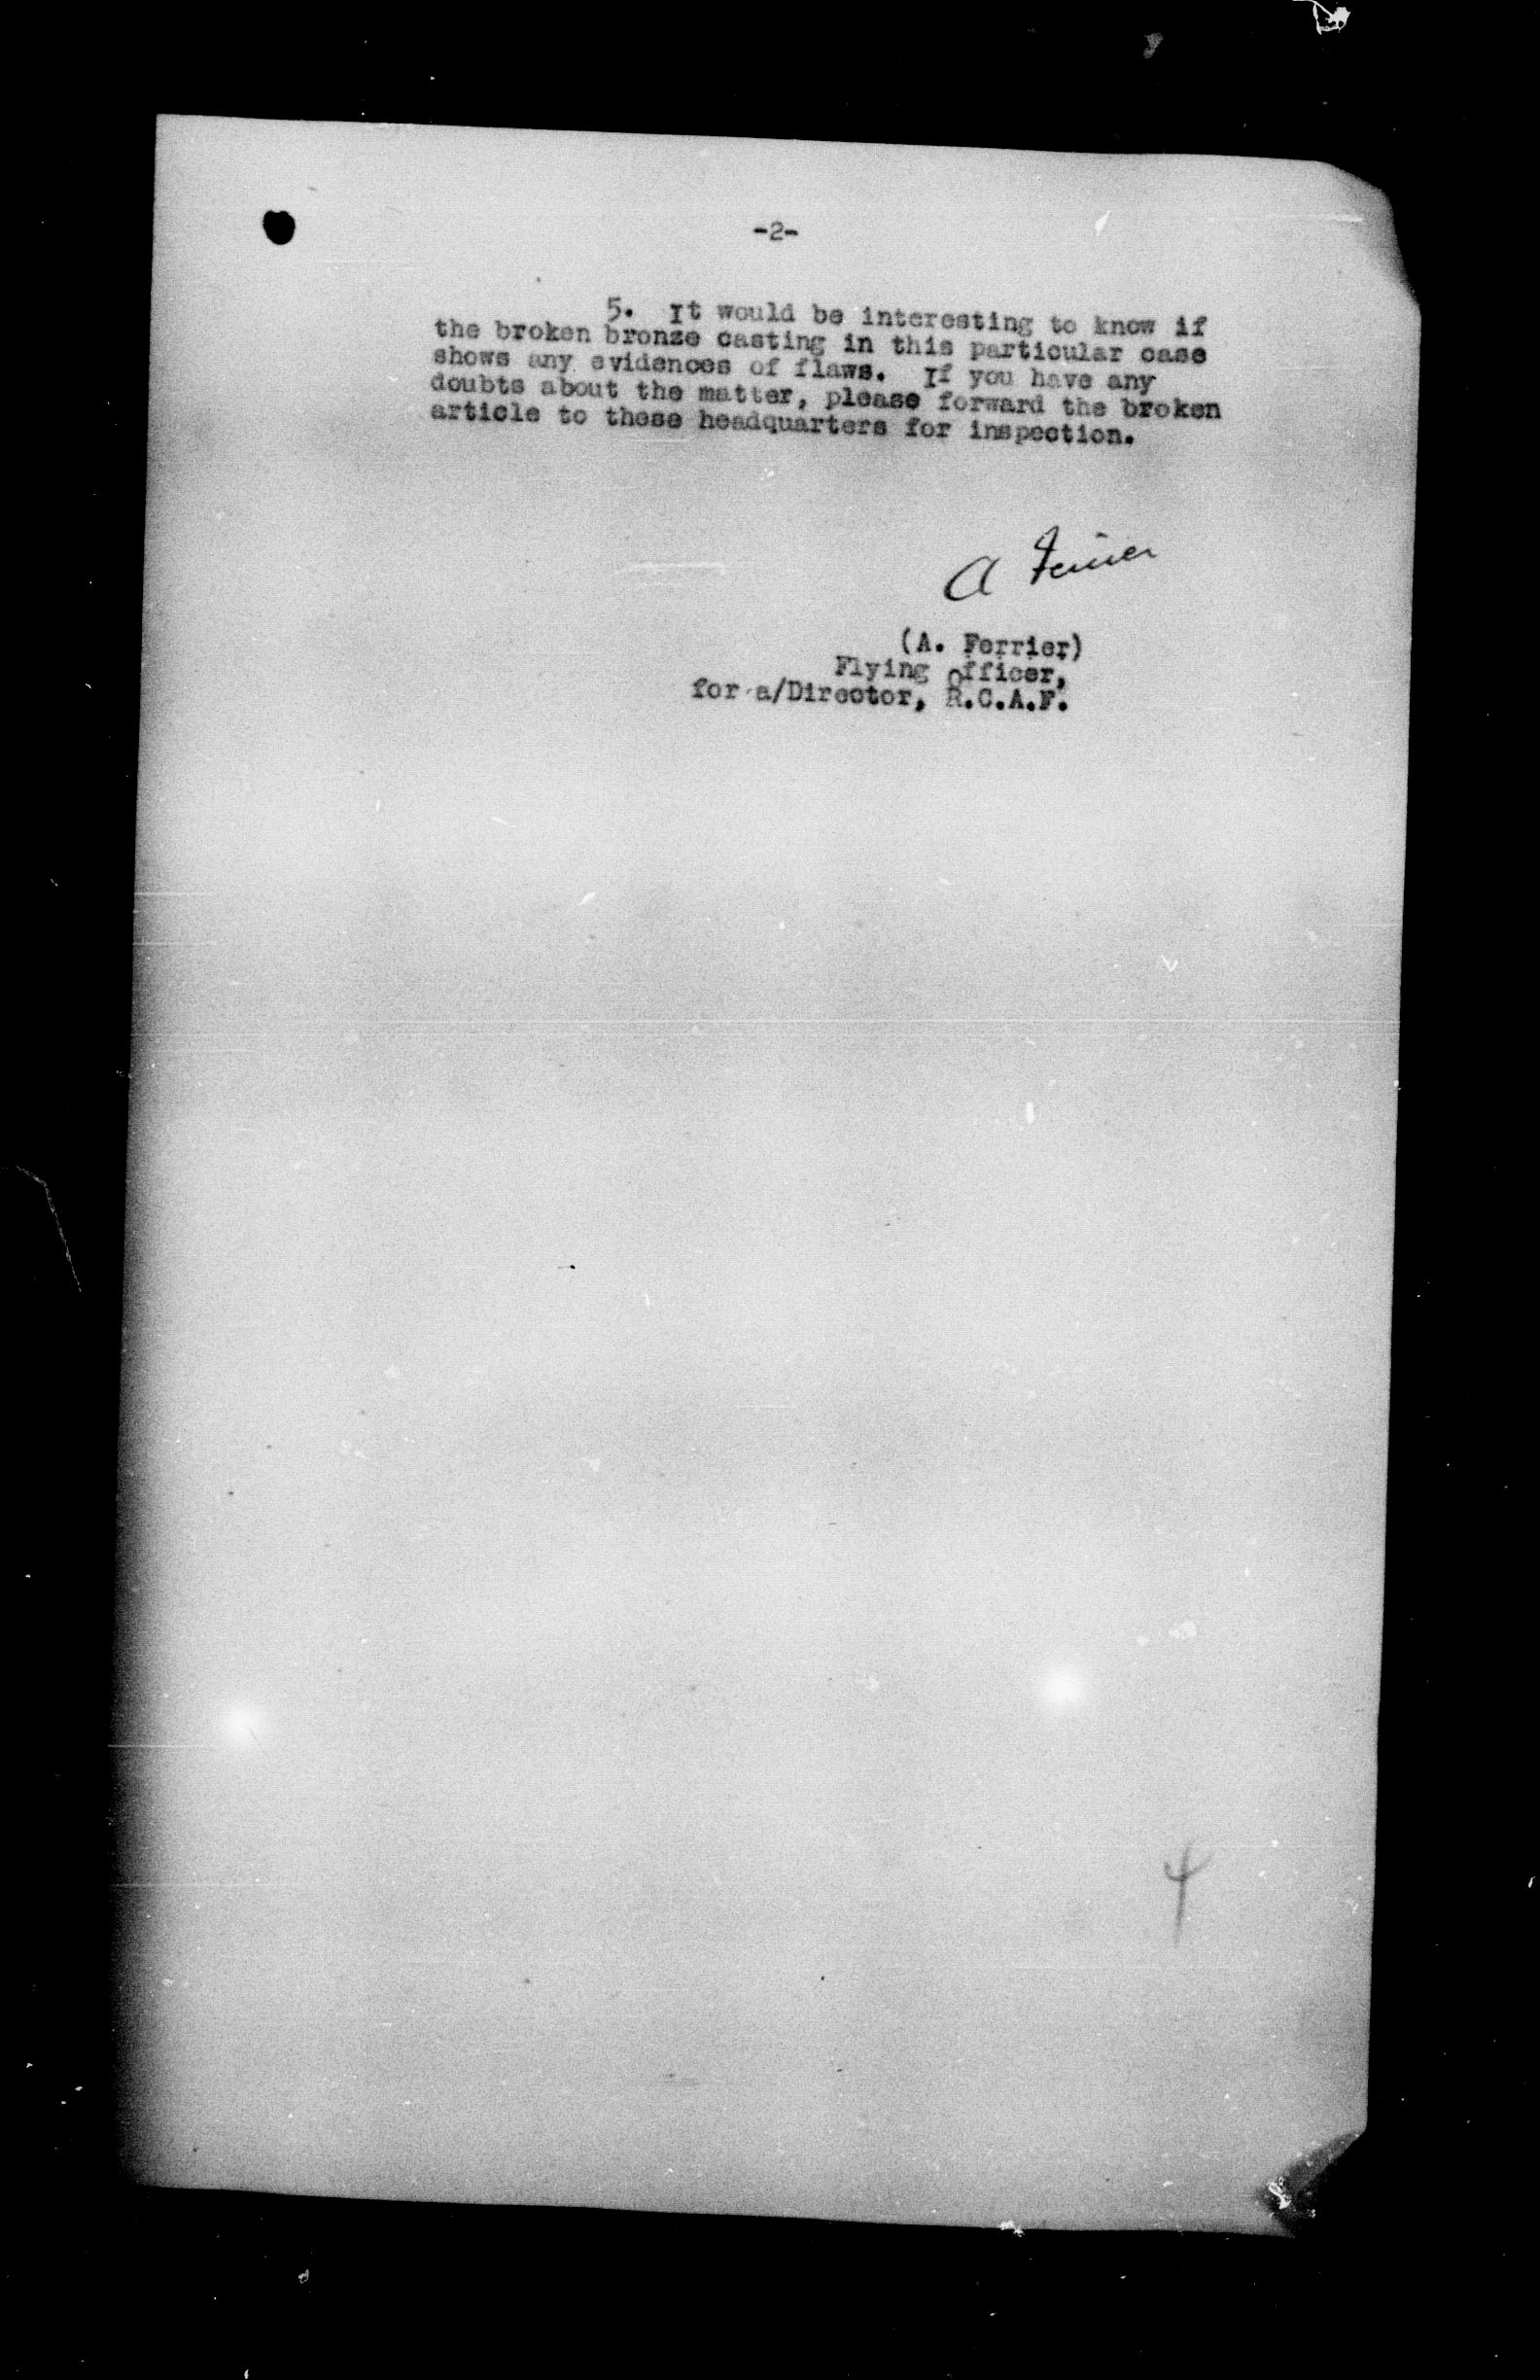 -2-
5. It would be interesting to know if
the broken bronze casting in this particular case
shows any evidences of flaws. If you have any
doubts about the matter, please forward the broken
article to these headquarters for inspection.
A Ferrier
(A. Ferrier)
Flying Officer,
for a/Director, R.C.A.F.
4